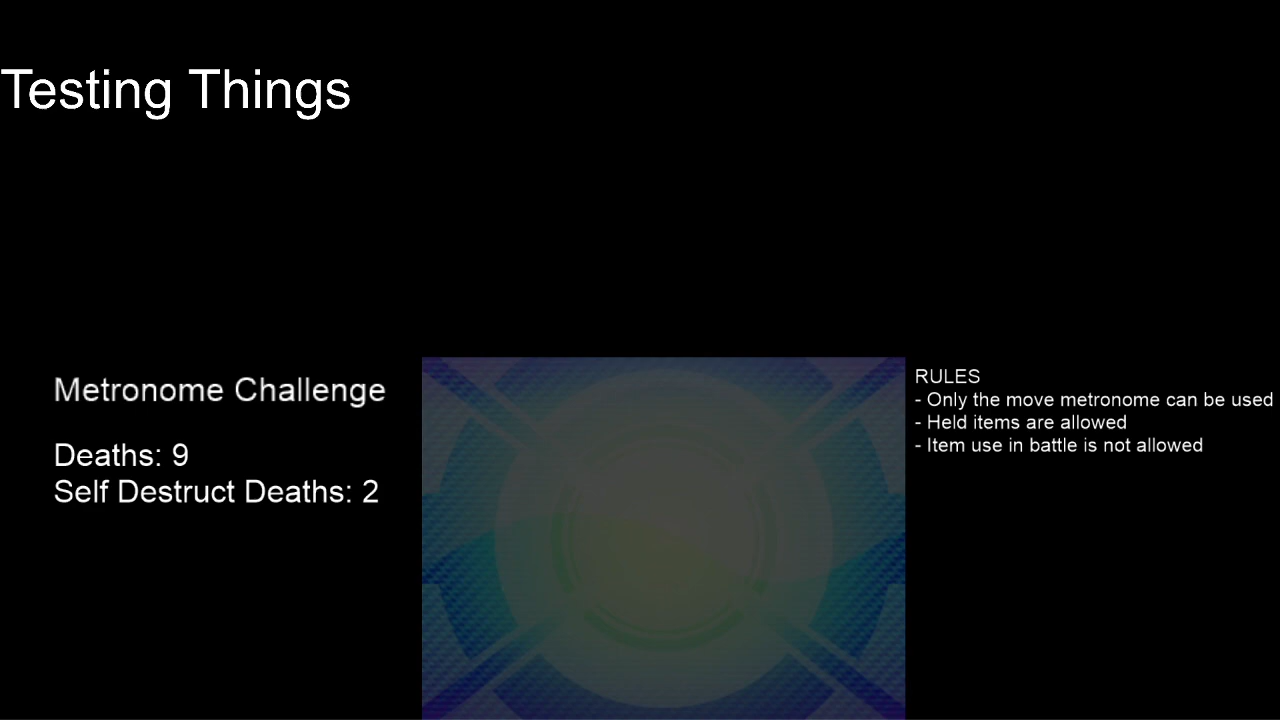 Testing Things
Metronome Challenge
Deaths: 9
Self Destruct Deaths: 2
RULES
- Only the move metronome can be used
- Held items are allowed
- Item use in battle is not allowed